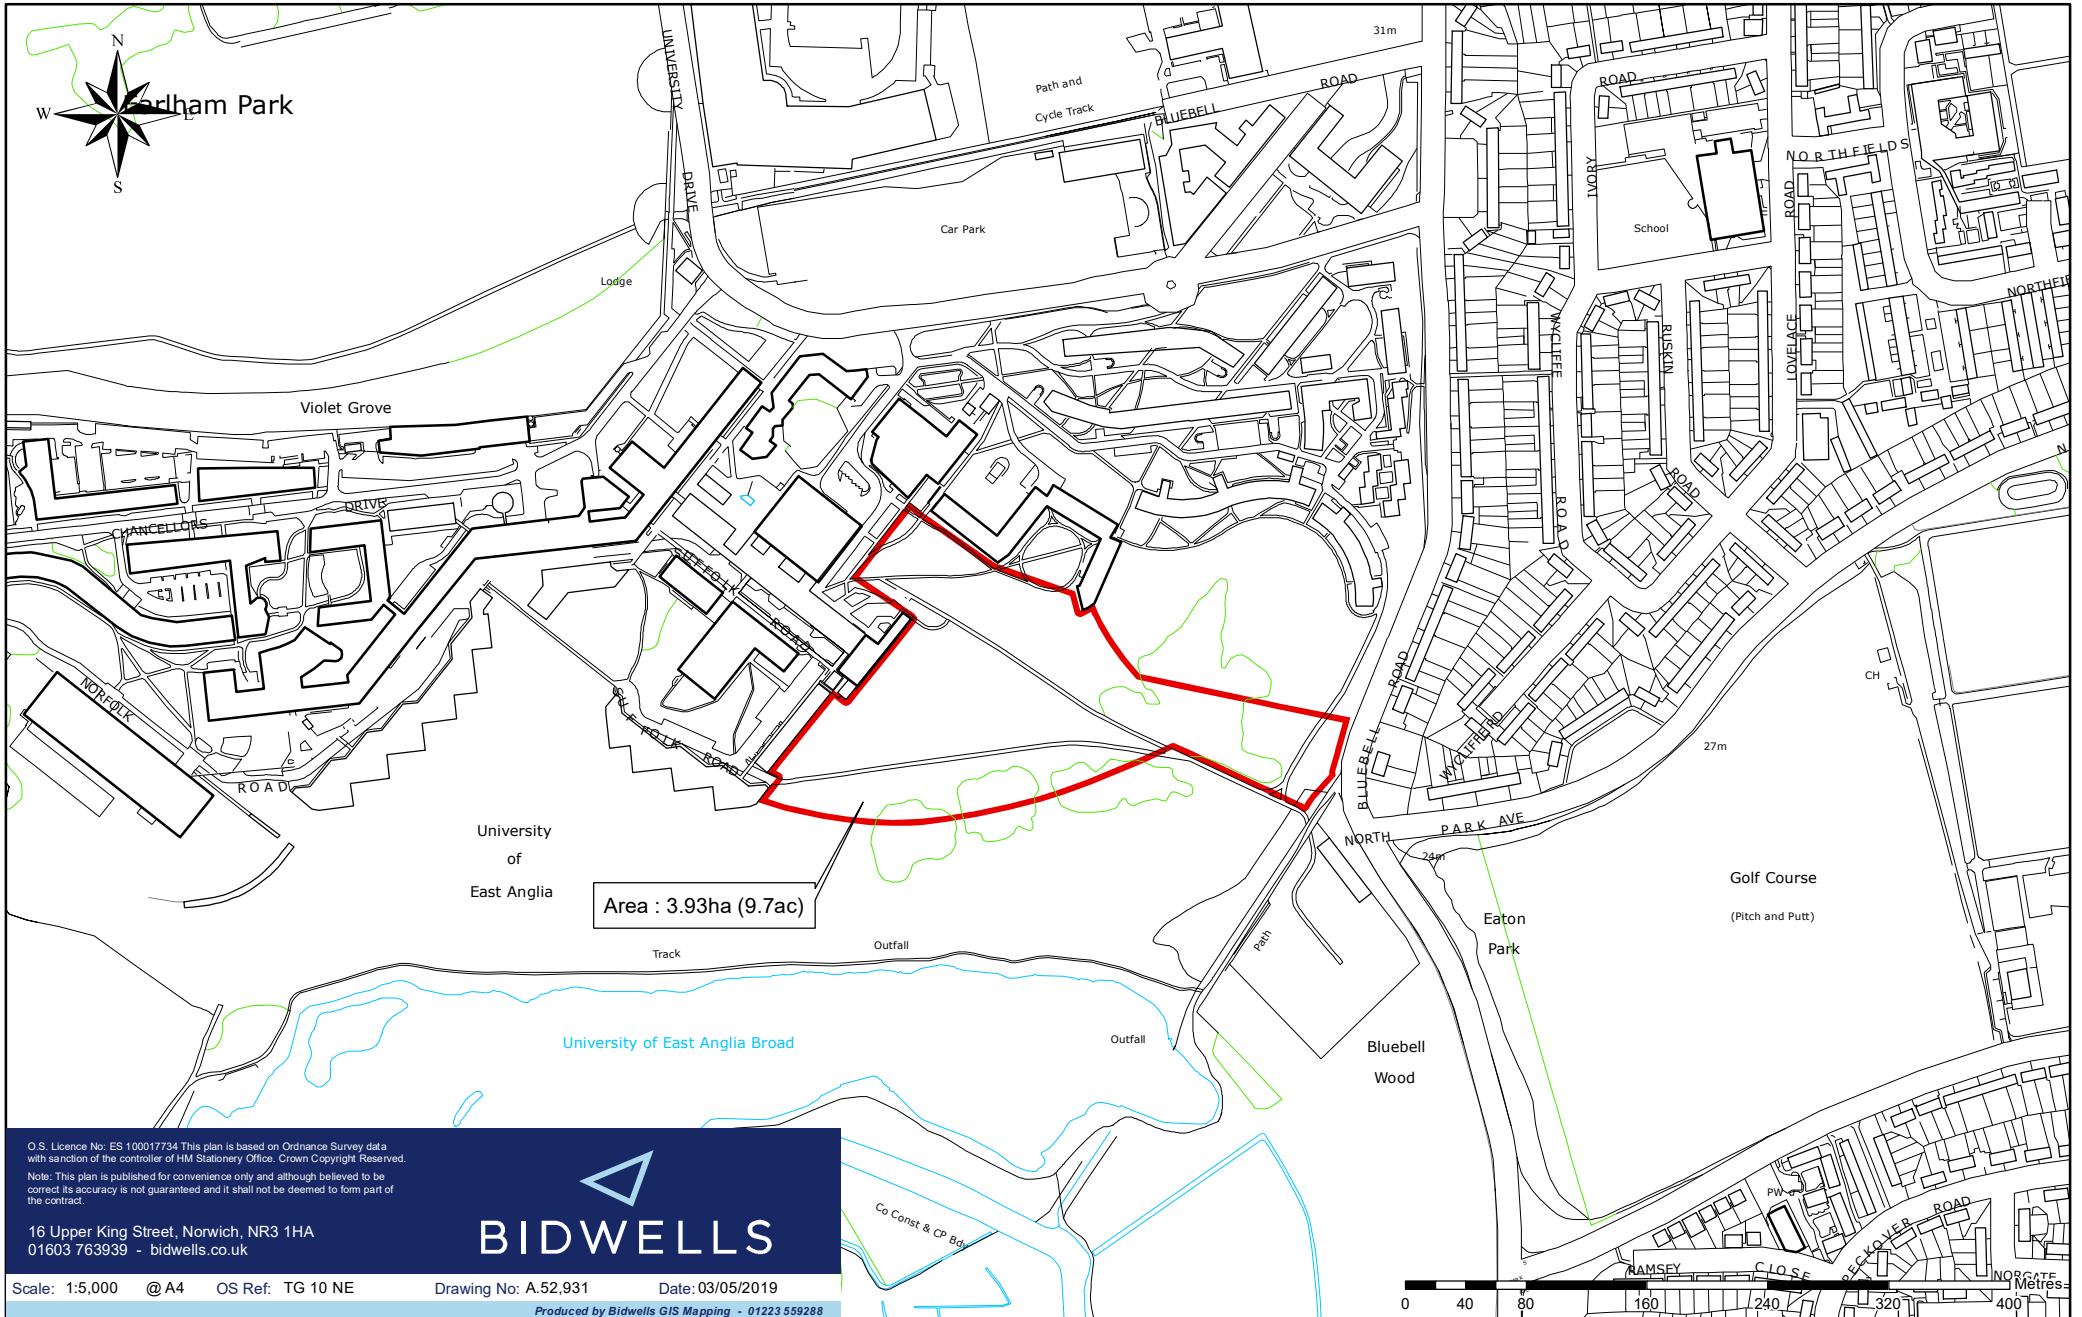 31m
UNIVERSITY
Path and
Cycle Track
BLUEBELL
ROAD
ROAD
N
W
E
S
Earlham Park
NORTHFIELDS
IVORY
ROAD
DRIVE
Car Park
School
Lodge
WYCLIFFE
RUSKIN
LOVELACE
Violet Grove
ROAD
CHANCELLORS
DRIVE
ROAD
SUFFOLK
ROAD
NORFOLK
ROAD
SUFFOLK
ROAD
BLUEBELL
ROAD
CH
27m
NORTH
PARK AVE
24m
University
of
East Anglia
Area : 3.93ha (9.7ac)
Golf Course
(Pitch and Putt)
Eaton
Park
Path
Track
Outfall
University of East Anglia Broad
Outfall
Bluebell
Wood
Co Const & CP Bdy
PW
PECKOVER
ROAD
RAMSEY
CLOSE
NORGATE
O.S. Licence No: ES 100017734 This plan is based on Ordnance Survey data
with sanction of the controller of HM Stationery Office. Crown Copyright Reserved.
Note: This plan is published for convenience only and although believed to be
correct its accuracy is not guaranteed and it shall not be deemed to form part of
the contract.
16 Upper King Street, Norwich, NR3 1HA
01603 763939 - bidwells.co.uk
BIDWELLS
Scale: 1:5,000 @ A4 OS Ref: TG 10 NE Drawing No: A.52,931 Date: 03/05/2019
Produced by Bidwells GIS Mapping - 01223 559288
Metres
0 40 80 160 240 320 400